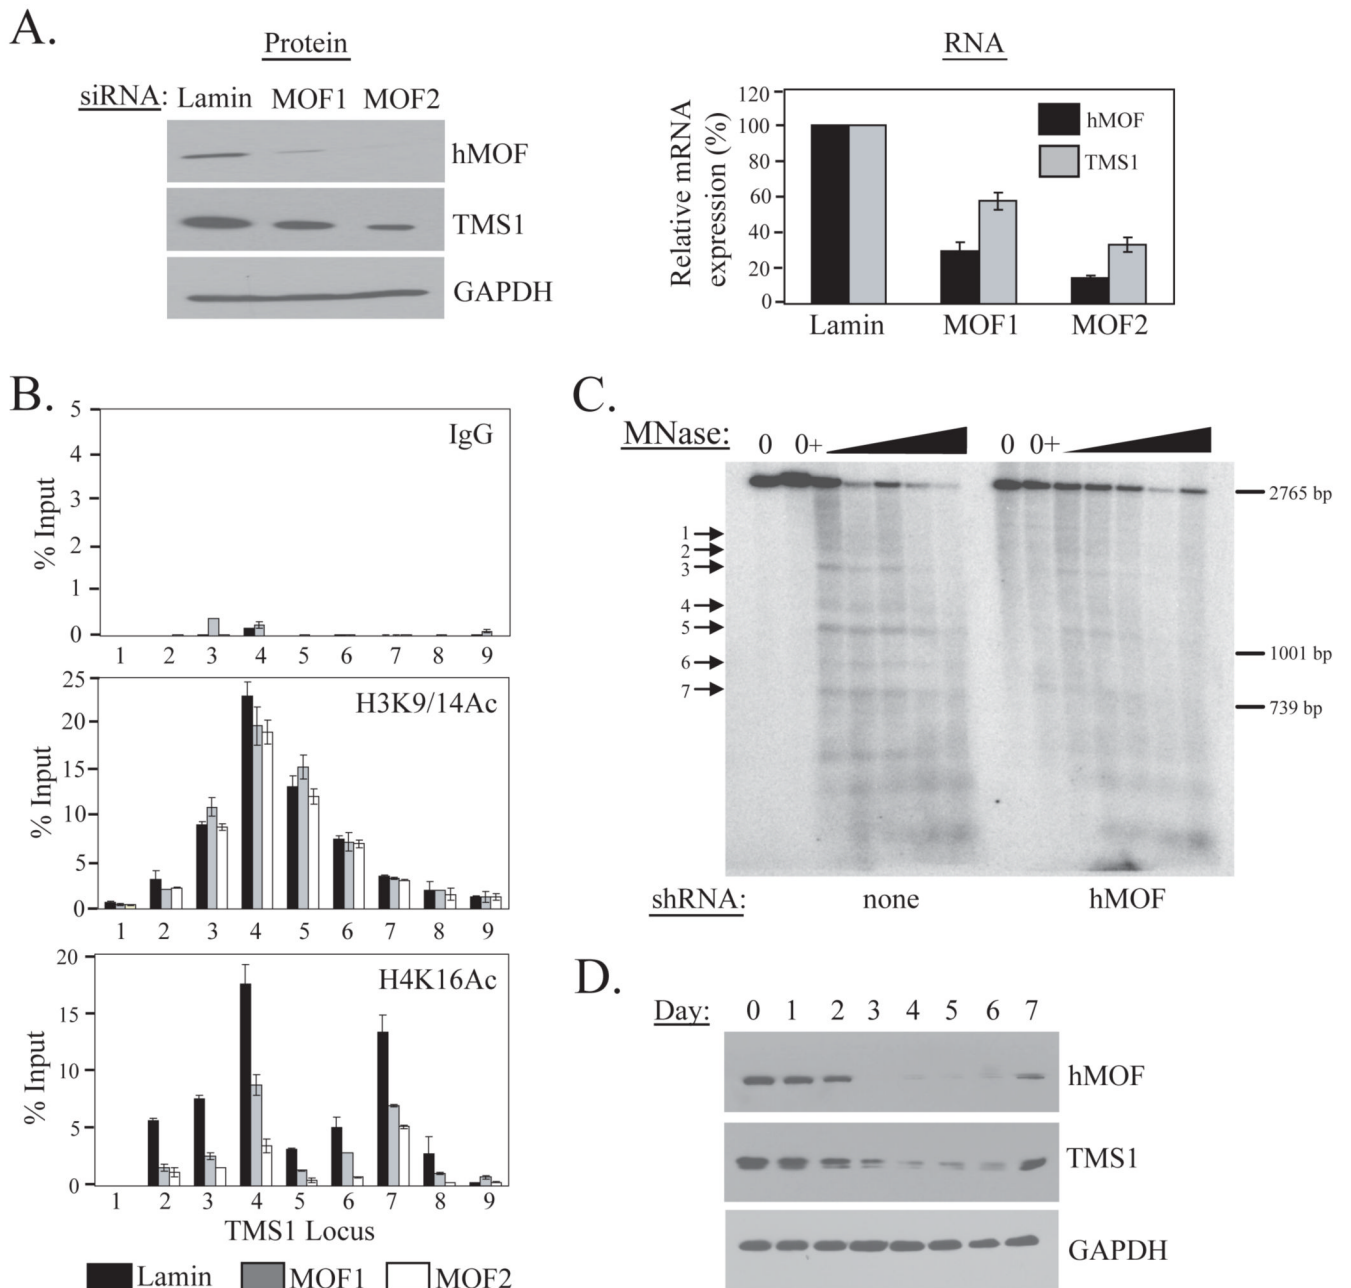 A.
Protein
siRNA: Lamin MOF1 MOF2
hMOF
TMS1
GAPDH
RNA
Relative mRNA
expression (%)
120
100
80
60
40
20
0
hMOF
TMS1
Lamin MOF1 MOF2
B.
% Input
5
4
3
2
1
0
IgG
1 2 3 4 5 6 7 8 9
% Input
25
20
15
10
5
0
H3K9/14Ac
1 2 3 4 5 6 7 8 9
% Input
20
15
10
5
0
H4K16Ac
1 2 3 4 5 6 7 8 9
TMS1 Locus
Lamin MOF1 MOF2
C.
MNase: 0 0+ 0 0+
1
2
3
4
5
6
7
2765 bp
1001 bp
739 bp
shRNA: none hMOF
D.
Day: 0 1 2 3 4 5 6 7
hMOF
TMS1
GAPDH